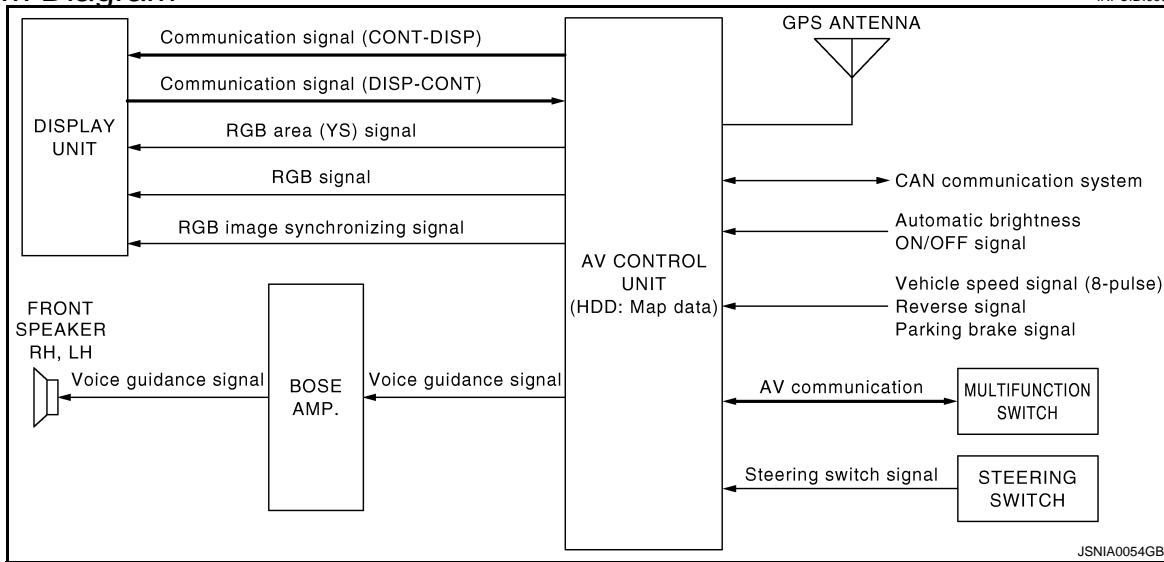 GPS ANTENNA
Communication signal (CONT-DISP)
Communication signal (DISP-CONT)
DISPLAY
UNIT
RGB area (YS) signal
RGB signal
RGB image synchronizing signal
CAN communication system
Automatic brightness
ON/OFF signal
AV CONTROL
UNIT
(HDD: Map data)
Vehicle speed signal (8-pulse)
Reverse signal
Parking brake signal
FRONT
SPEAKER
RH, LH
Voice guidance signal
BOSE
AMP.
Voice guidance signal
AV communication
MULTIFUNCTION
SWITCH
Steering switch signal
STEERING
SWITCH
JSNIA0054GB